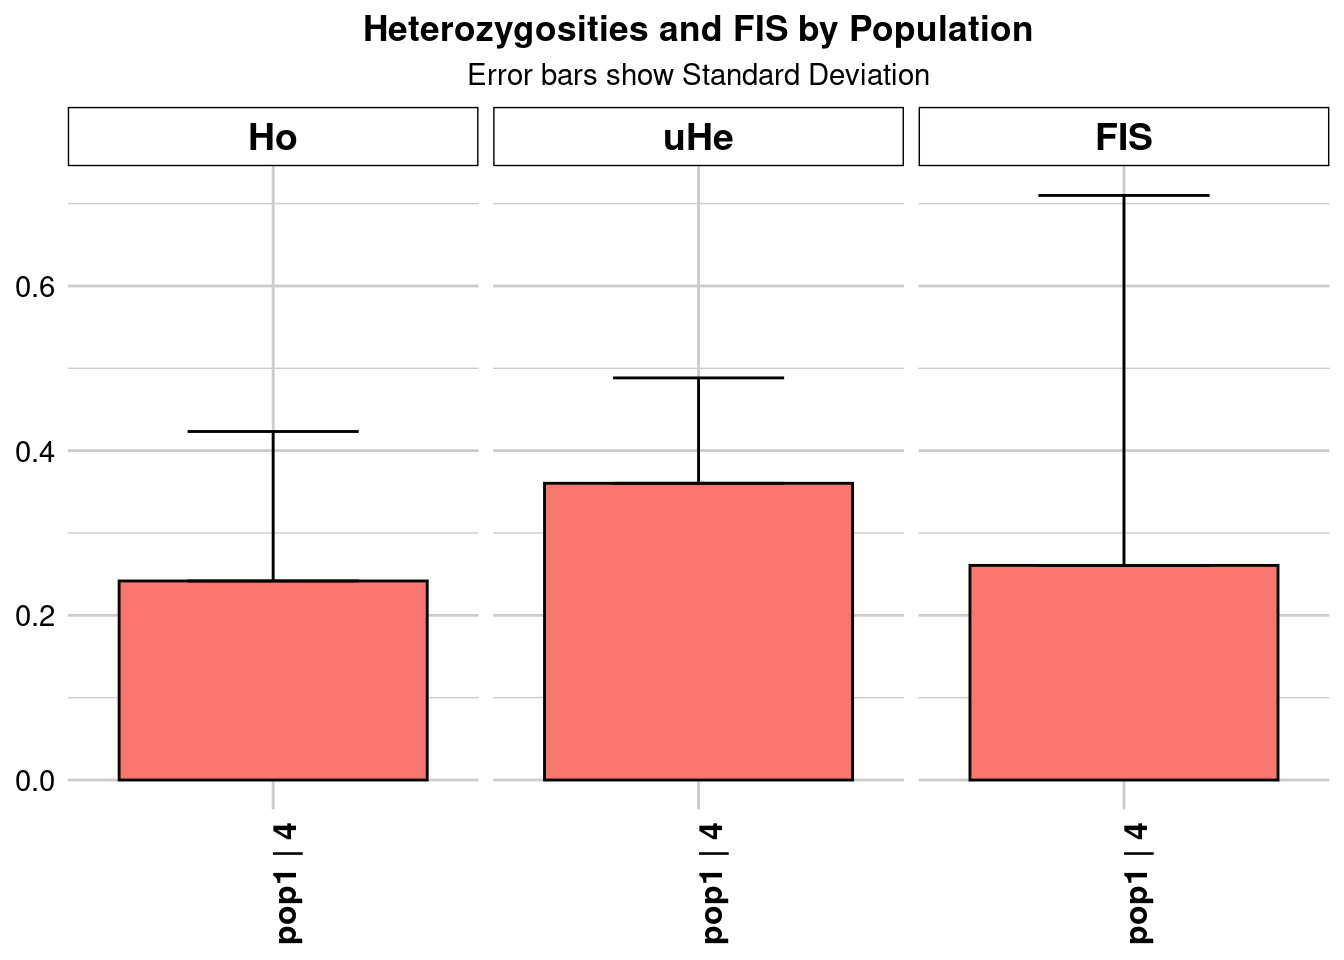 Heterozygosities and FIS by Population
Error bars show Standard Deviation
Ho
uHe
FIS
0.6
0.4
0.2
0.0
pop1 | 4
pop1 | 4
pop1 | 4